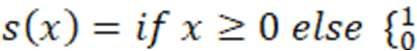 s(x) = if x ≥ 0 else {1 0